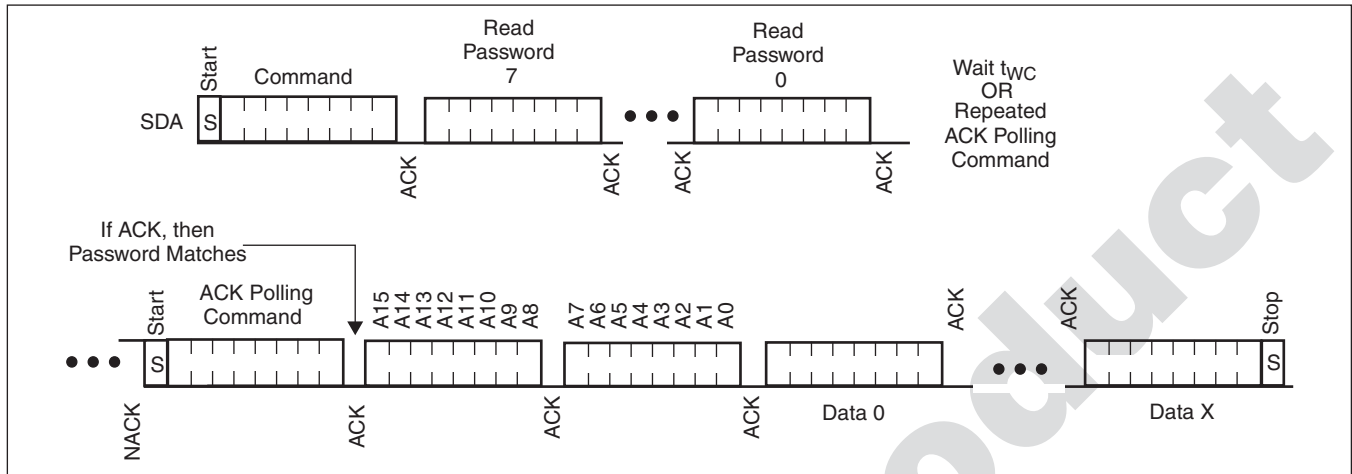 Start
Command
Read
Password
7
Read
Password
0
Wait tWC
OR
Repeated
ACK Polling
Command
SDA
S
ACK
ACK
ACK
ACK
If ACK, then
Password Matches
Start
ACK Polling
Command
A15
A14
A13
A12
A11
A10
A9
A8
A7
A6
A5
A4
A3
A2
A1
A0
ACK
ACK
Stop
S
S
NACK
ACK
ACK
ACK
Data 0
Data X
oduct